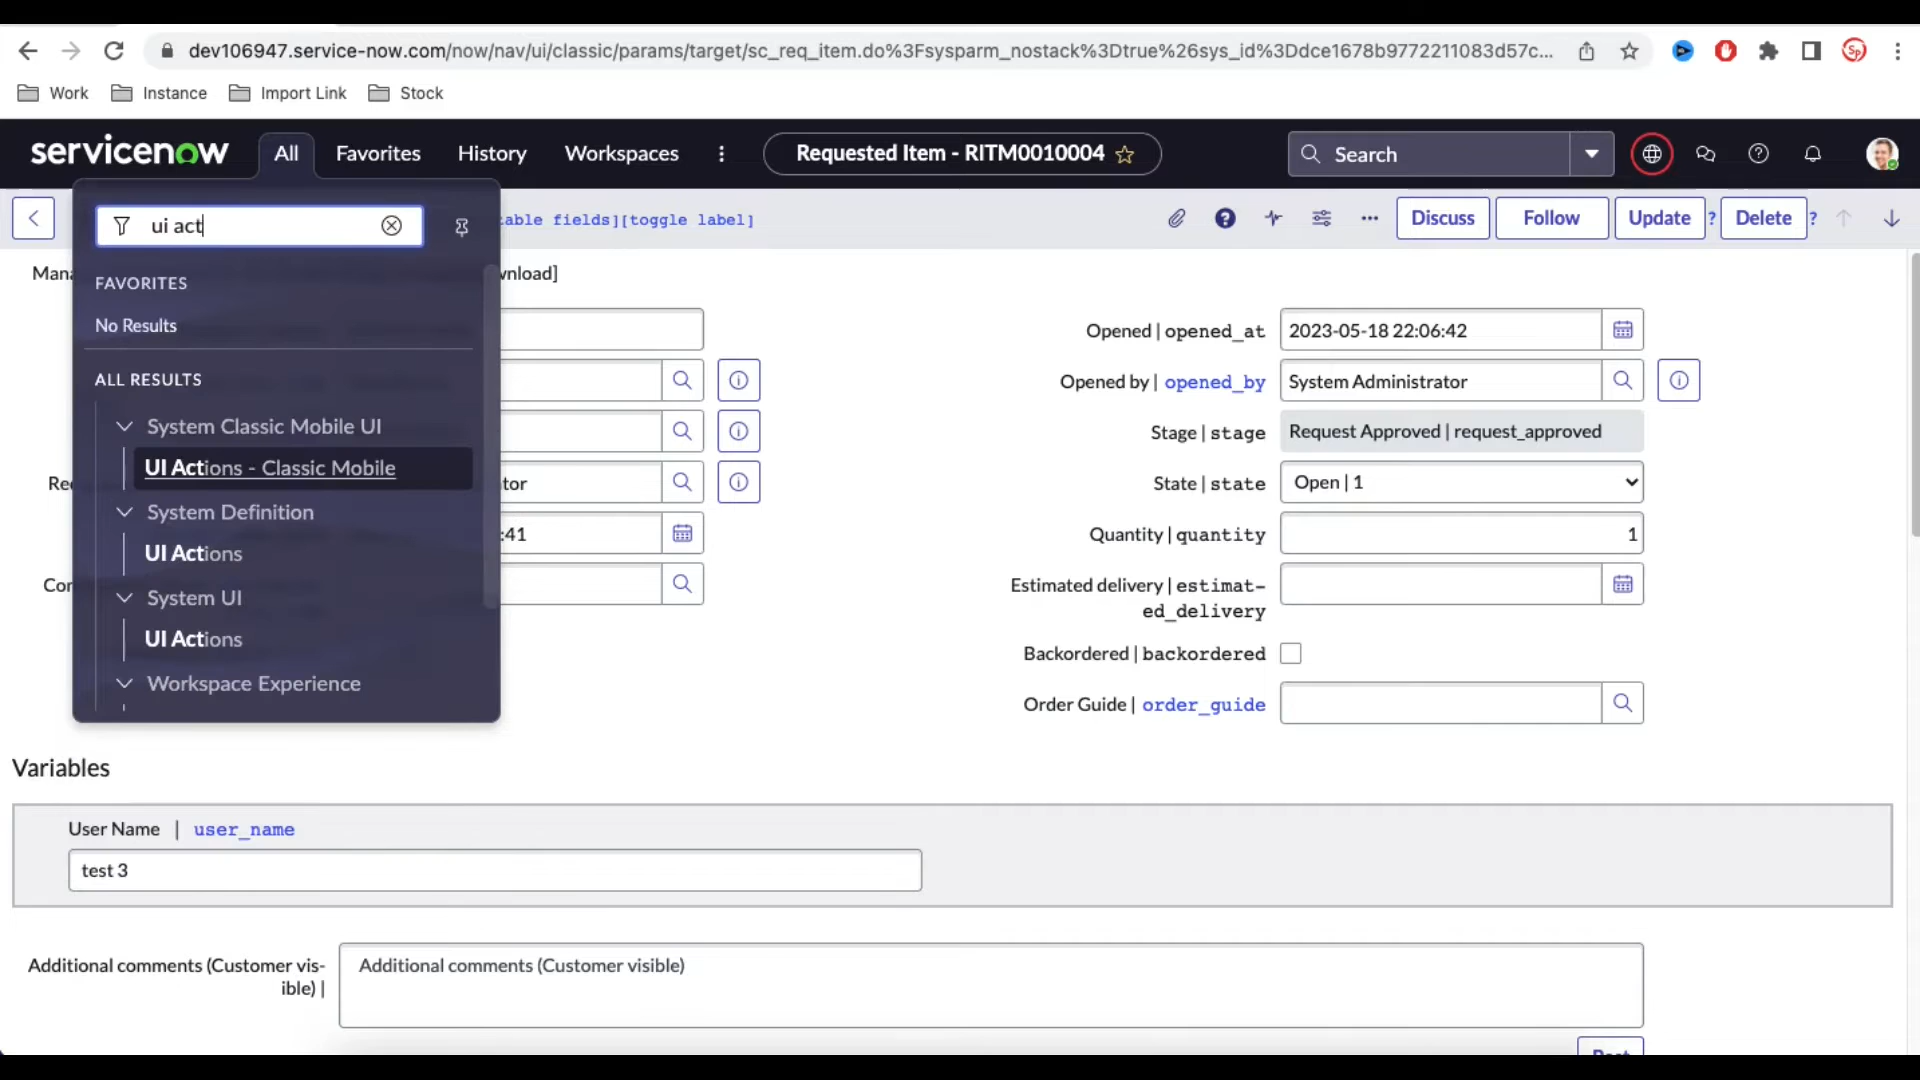 dev106947.service-now.com/now/nav/ui/classic/params/target/sc_req_item.do%3Fsysparm_nostack%3Dtrue%26sys_id%3Ddce1678b9772211083d57c...
Work Instance Import Link Stock
servicenow All Favorites History Workspaces Requested Item - RITM0010004 Search
ui act
able fields][toggle label] Discuss Follow Update ? Delete ?
Mana wnload]
FAVORITES
No Results
ALL RESULTS
System Classic Mobile UI
UI Actions - Classic Mobile
System Definition
UI Actions
System UI
UI Actions
Workspace Experience
Rec tor
:41
Cor
Opened | opened_at 2023-05-18 22:06:42
Opened by | opened_by System Administrator
Stage | stage Request Approved | request_approved
State | state Open | 1
Quantity | quantity 1
Estimated delivery | estimat-
ed_delivery
Backordered | backordered
Order Guide | order_guide
Variables
User Name | user_name
test 3
Additional comments (Customer vis-
ible) |
Additional comments (Customer visible)
Post